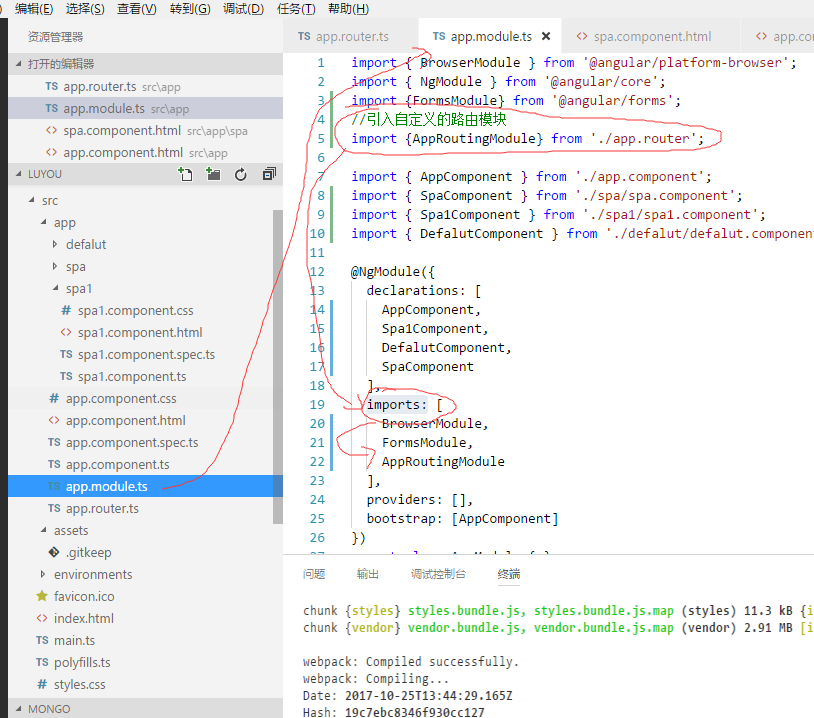 编辑(E) 选择(S) 查看(V) 转到(G) 调试(D) 任务(T) 帮助(H)
资源管理器
打开的编辑器
TS app.router.ts src\app
TS app.module.ts src\app
<> spa.component.html src\app\spa
<> app.component.html src\app
LUYOU
src
app
defalut
spa
spa1
# spa1.component.css
<> spa1.component.html
TS spa1.component.spec.ts
TS spa1.component.ts
# app.component.css
<> app.component.html
TS app.component.spec.ts
TS app.component.ts
TS app.module.ts
TS app.router.ts
assets
.gitkeep
environments
favicon.ico
<> index.html
TS main.ts
TS polyfills.ts
# styles.css
MONGO
TS app.router.ts
TS app.module.ts ×
<> spa.component.html
<> app.co
1 import { BrowserModule } from '@angular/platform-browser';
2 import { NgModule } from '@angular/core';
3 import {FormsModule} from '@angular/forms';
4 //引入自定义的路由模块
5 import {AppRoutingModule} from './app.router';
6
7 import { AppComponent } from './app.component';
8 import { SpaComponent } from './spa/spa.component';
9 import { Spa1Component } from './spa1/spa1.component';
10 import { DefalutComponent } from './defalut/defalut.component
11
12 @NgModule({
13 declarations: [
14 AppComponent,
15 Spa1Component,
16 DefalutComponent,
17 SpaComponent
18 ],
19 imports: [
20 BrowserModule,
21 FormsModule,
22 AppRoutingModule
23 ],
24 providers: [],
25 bootstrap: [AppComponent]
26 })
问题 输出 调试控制台 终端
chunk {styles} styles.bundle.js, styles.bundle.js.map (styles) 11.3 kB {i
chunk {vendor} vendor.bundle.js, vendor.bundle.js.map (vendor) 2.91 MB [i
webpack: Compiled successfully.
webpack: Compiling...
Date: 2017-10-25T13:44:29.165Z
Hash: 19c7ebc8346f930cc127